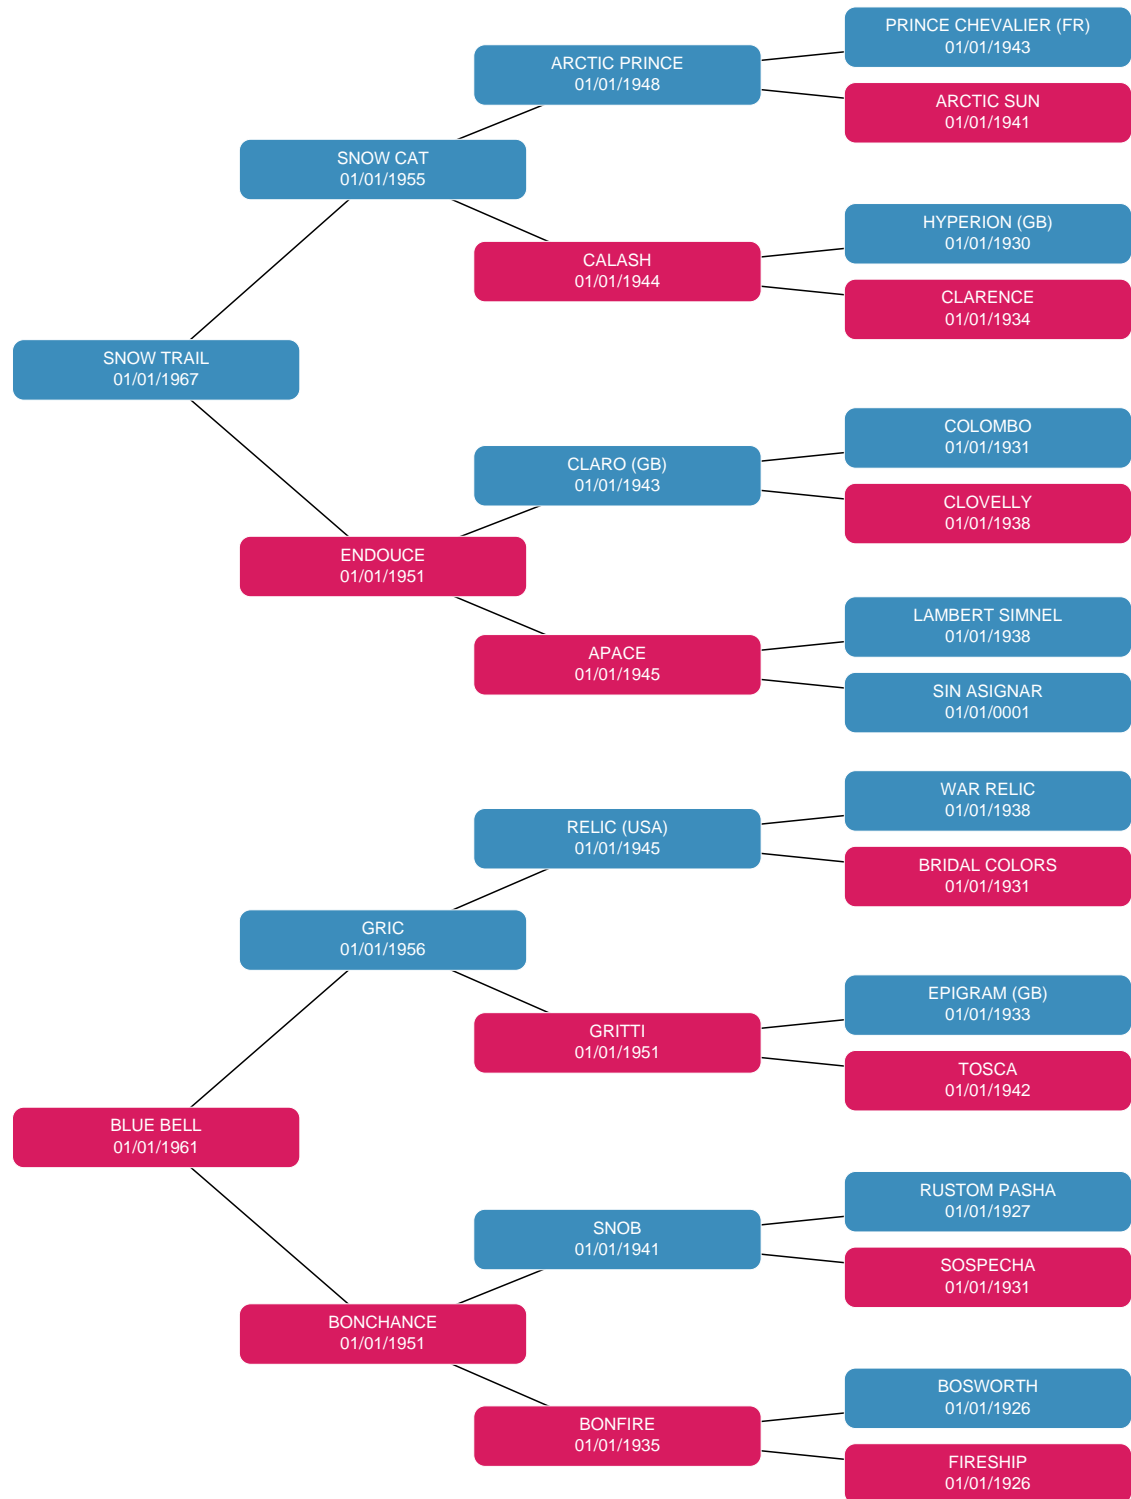 PRINCE CHEVALIER (FR)
01/01/1943
ARCTIC PRINCE
01/01/1948
ARCTIC SUN
01/01/1941
SNOW CAT
01/01/1955
HYPERION (GB)
01/01/1930
CALASH
01/01/1944
CLARENCE
01/01/1934
SNOW TRAIL
01/01/1967
COLOMBO
01/01/1931
CLARO (GB)
01/01/1943
CLOVELLY
01/01/1938
ENDOUCE
01/01/1951
LAMBERT SIMNEL
01/01/1938
APACE
01/01/1945
SIN ASIGNAR
01/01/0001
WAR RELIC
01/01/1938
RELIC (USA)
01/01/1945
BRIDAL COLORS
01/01/1931
GRIC
01/01/1956
EPIGRAM (GB)
01/01/1933
GRITTI
01/01/1951
TOSCA
01/01/1942
BLUE BELL
01/01/1961
RUSTOM PASHA
01/01/1927
SNOB
01/01/1941
SOSPECHA
01/01/1931
BONCHANCE
01/01/1951
BOSWORTH
01/01/1926
BONFIRE
01/01/1935
FIRESHIP
01/01/1926